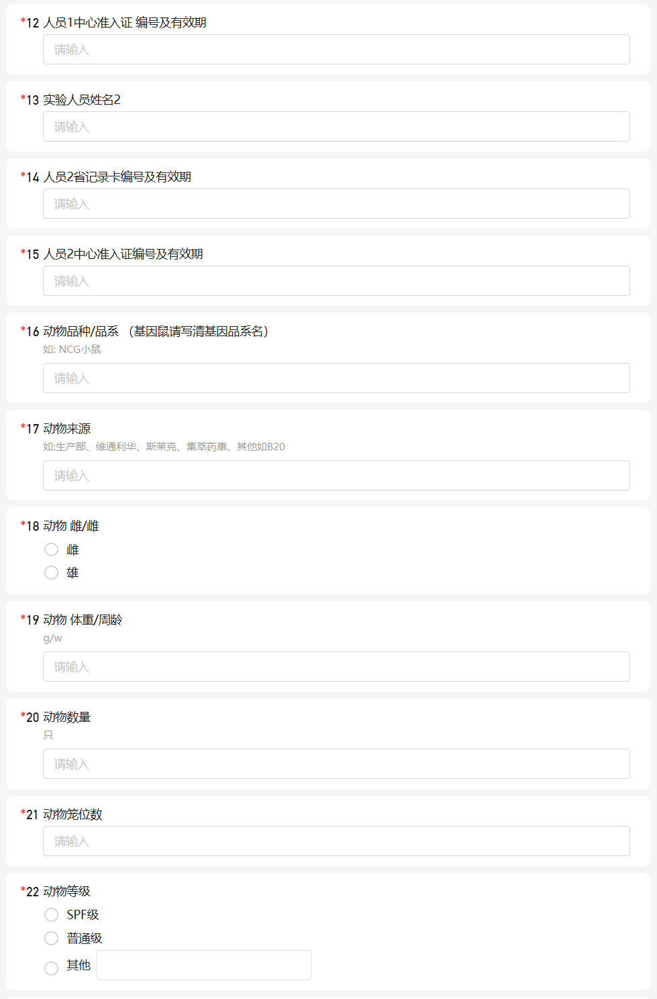 *12 人员1中心准入证 编号及有效期
请输入
*13 实验人员姓名2
请输入
*14 人员2省记录卡编号及有效期
请输入
*15 人员2中心准入证编号及有效期
请输入
*16 动物品种/品系 （基因鼠请写清基因品系名）
如: NCG小鼠
请输入
*17 动物来源
如:生产部、维通利华、斯莱克、集萃药康、其他如B20
请输入
*18 动物 雌/雌
雌
雄
*19 动物 体重/周龄
g/w
请输入
*20 动物数量
只
请输入
*21 动物笼位数
请输入
*22 动物等级
SPF级
普通级
其他